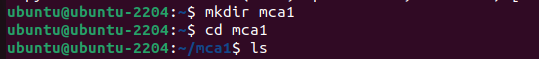 ubuntu@ubuntu-2204:~$ mkdir mca1
ubuntu@ubuntu-2204:~$ cd mca1
ubuntu@ubuntu-2204:~/mca1$ ls